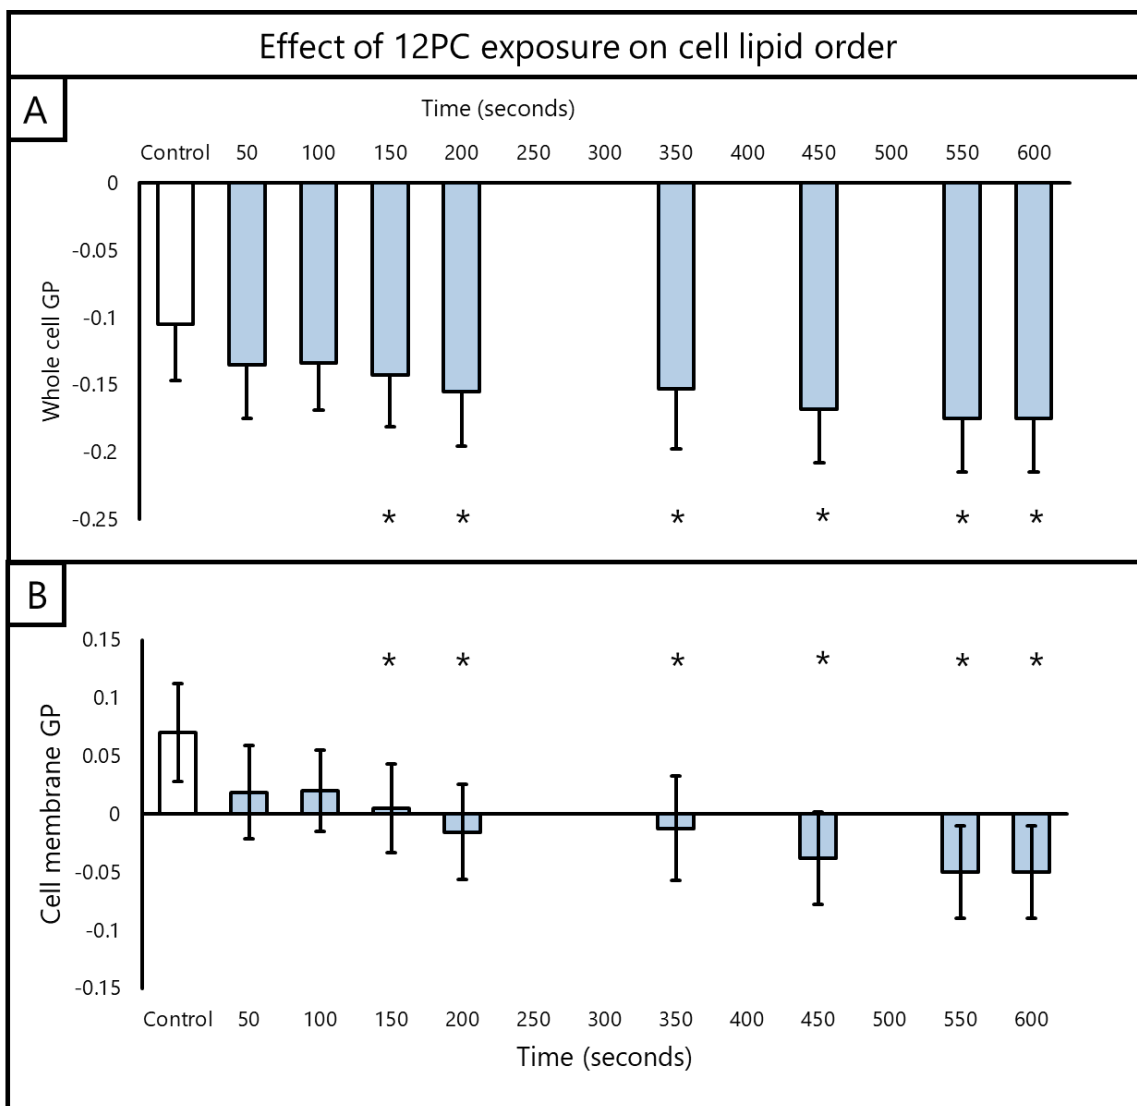 Effect of 12PC exposure on cell lipid order
A
Time (seconds)
Control 50 100 150 200 250 300 350 400 450 500 550 600
0
-0.05
-0.1
-0.15
-0.2
-0.25
Whole cell GP
* * * * * *
B
0.15
0.1
0.05
0
-0.05
-0.1
-0.15
Cell membrane GP
* * * * * *
Control 50 100 150 200 250 300 350 400 450 500 550 600
Time (seconds)